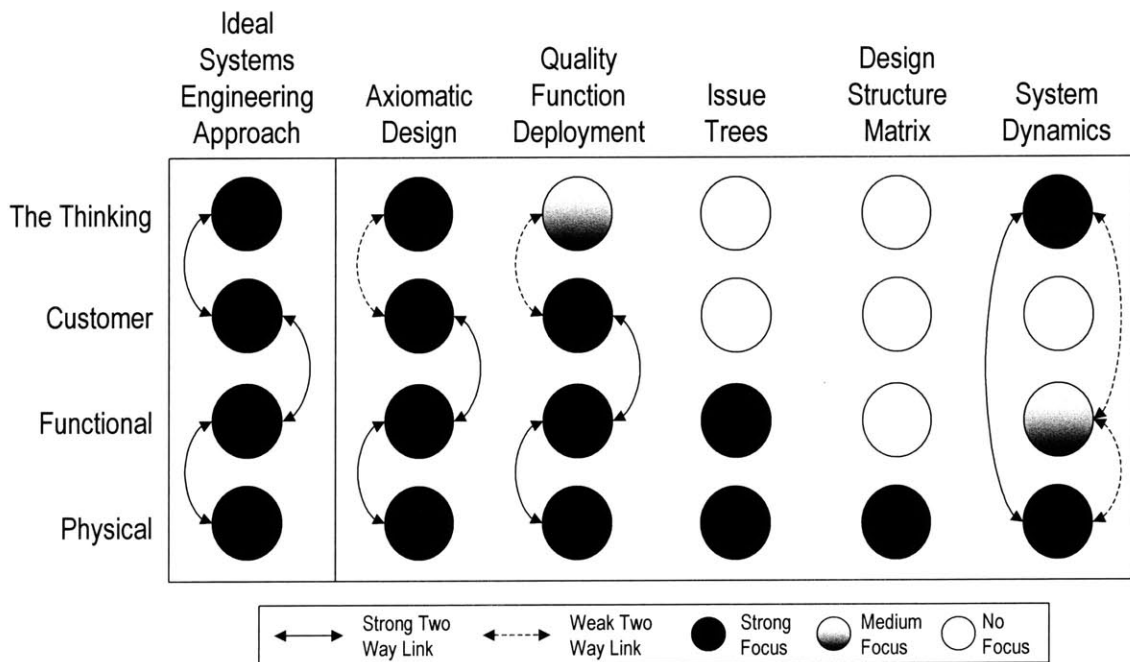 Ideal
Systems
Engineering
Approach
Axiomatic
Design
Quality
Function
Deployment
Issue
Trees
Design
Structure
Matrix
System
Dynamics
The Thinking
Customer
Functional
Physical
Strong Two
Way Link
Weak Two
Way Link
Strong
Focus
Medium
Focus
No
Focus